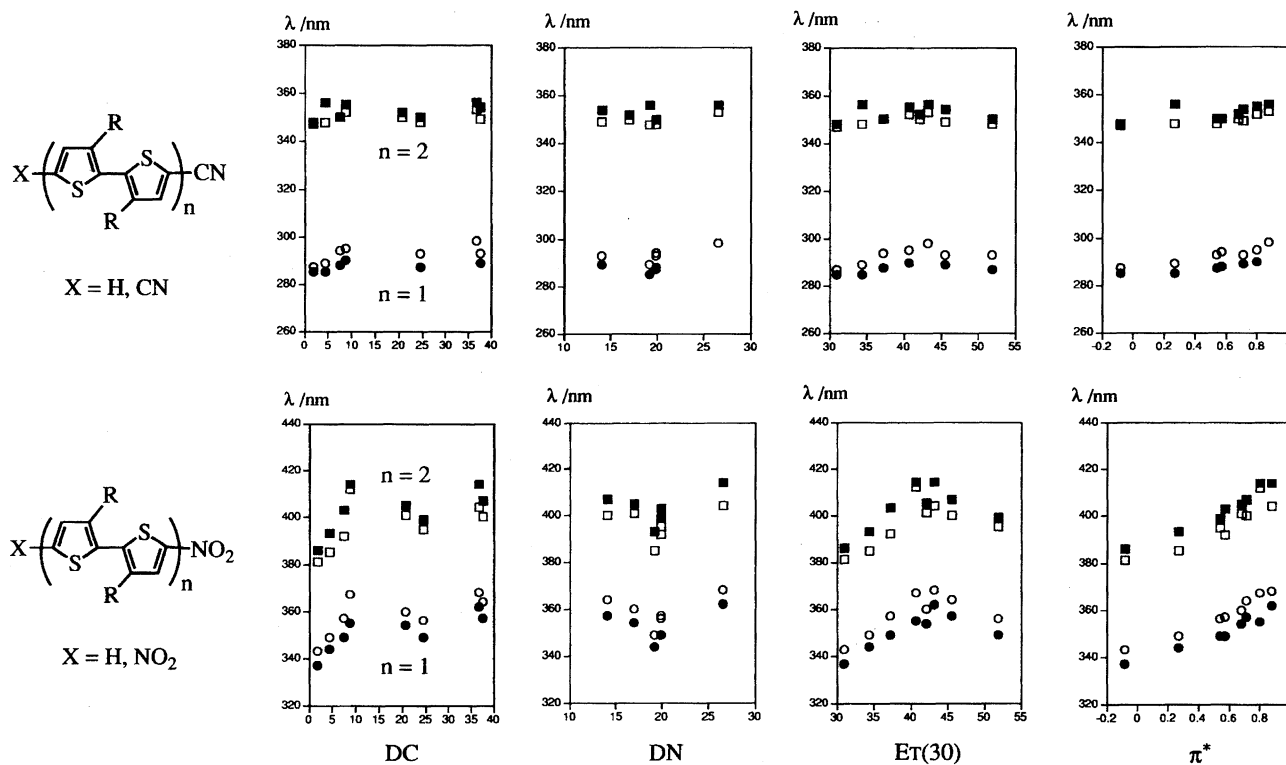 λ /nm λ /nm λ /nm λ /nm
380 380 380 380
360 360 360 360
340 340 340 340
320 320 320 320
300 300 300 300
280 280 280 280
260 260 260 260
n = 2
n = 1
0 5 10 15 20 25 30 35 40
10 15 20 25 30
30 35 40 45 50 55
-0.2 0 0.2 0.4 0.6 0.8 1
X S R S R CN n
X = H, CN
λ /nm λ /nm λ /nm λ /nm
440 440 440 440
420 420 420 420
400 400 400 400
380 380 380 380
360 360 360 360
340 340 340 340
320 320 320 320
n = 2
n = 1
0 5 10 15 20 25 30 35 40
10 15 20 25 30
30 35 40 45 50 55
-0.2 0 0.2 0.4 0.6 0.8 1
X S R S R NO2 n
X = H, NO2
DC DN ET(30) π*